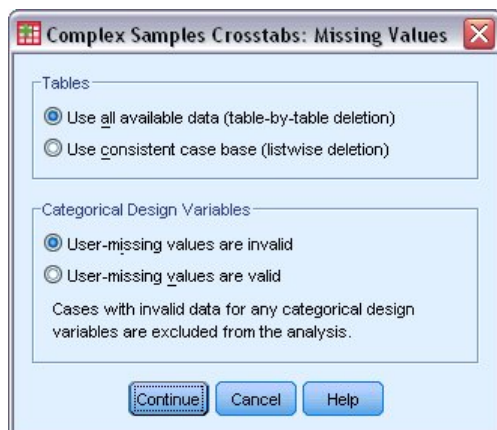 Complex Samples Crosstabs: Missing Values
Tables
Use all available data (table-by-table deletion)
Use consistent case base (listwise deletion)
Categorical Design Variables
User-missing values are invalid
User-missing values are valid
Cases with invalid data for any categorical design
variables are excluded from the analysis.
Continue Cancel Help